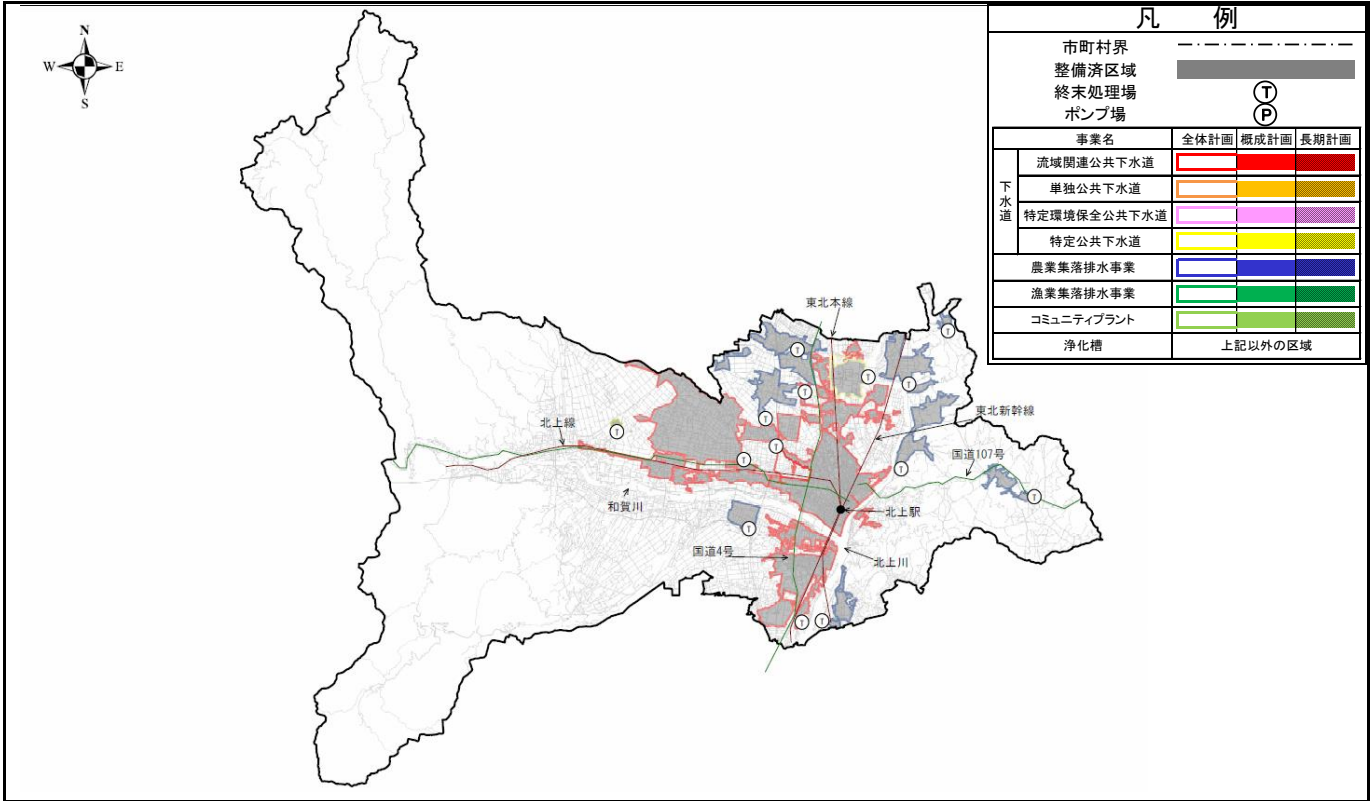 N
W E
S
凡 例
市町村界
整備済区域
終末処理場 T
ポンプ場 P
事業名 全体計画 概成計画 長期計画
下水道
流域関連公共下水道
単独公共下水道
特定環境保全公共下水道
特定公共下水道
農業集落排水事業
漁業集落排水事業
コミュニティプラント
浄化槽 上記以外の区域
東北本線
T
T
T
T
T
東北新幹線
北上線
T
T
T
T
T
国道107号
和賀川
北上駅
T
T
国道4号
北上川
T
T